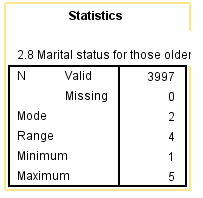 Statistics
2.8 Marital status for those older
N Valid 3997
Missing 0
Mode 2
Range 4
Minimum 1
Maximum 5